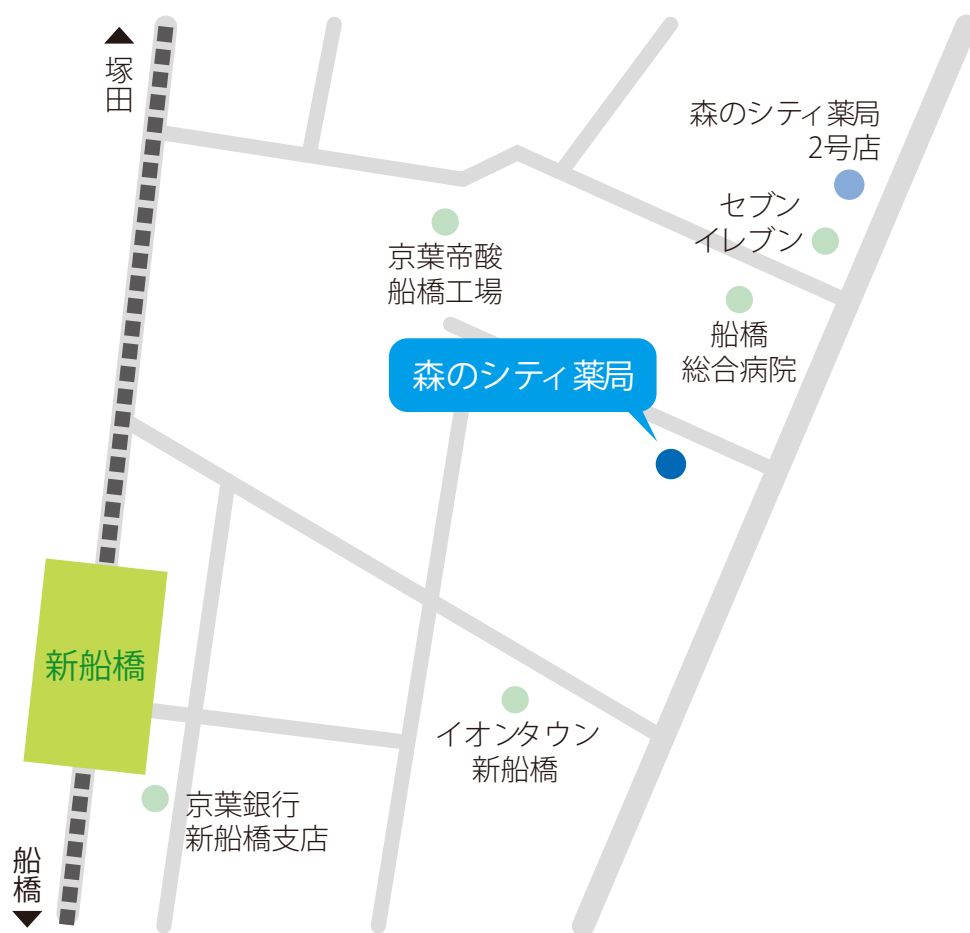 塚田
森のシティ薬局
2号店
セブン
イレブン
京葉帝酸
船橋工場
船橋
総合病院
森のシティ薬局
新船橋
イオンタウン
新船橋
京葉銀行
新船橋支店
船橋